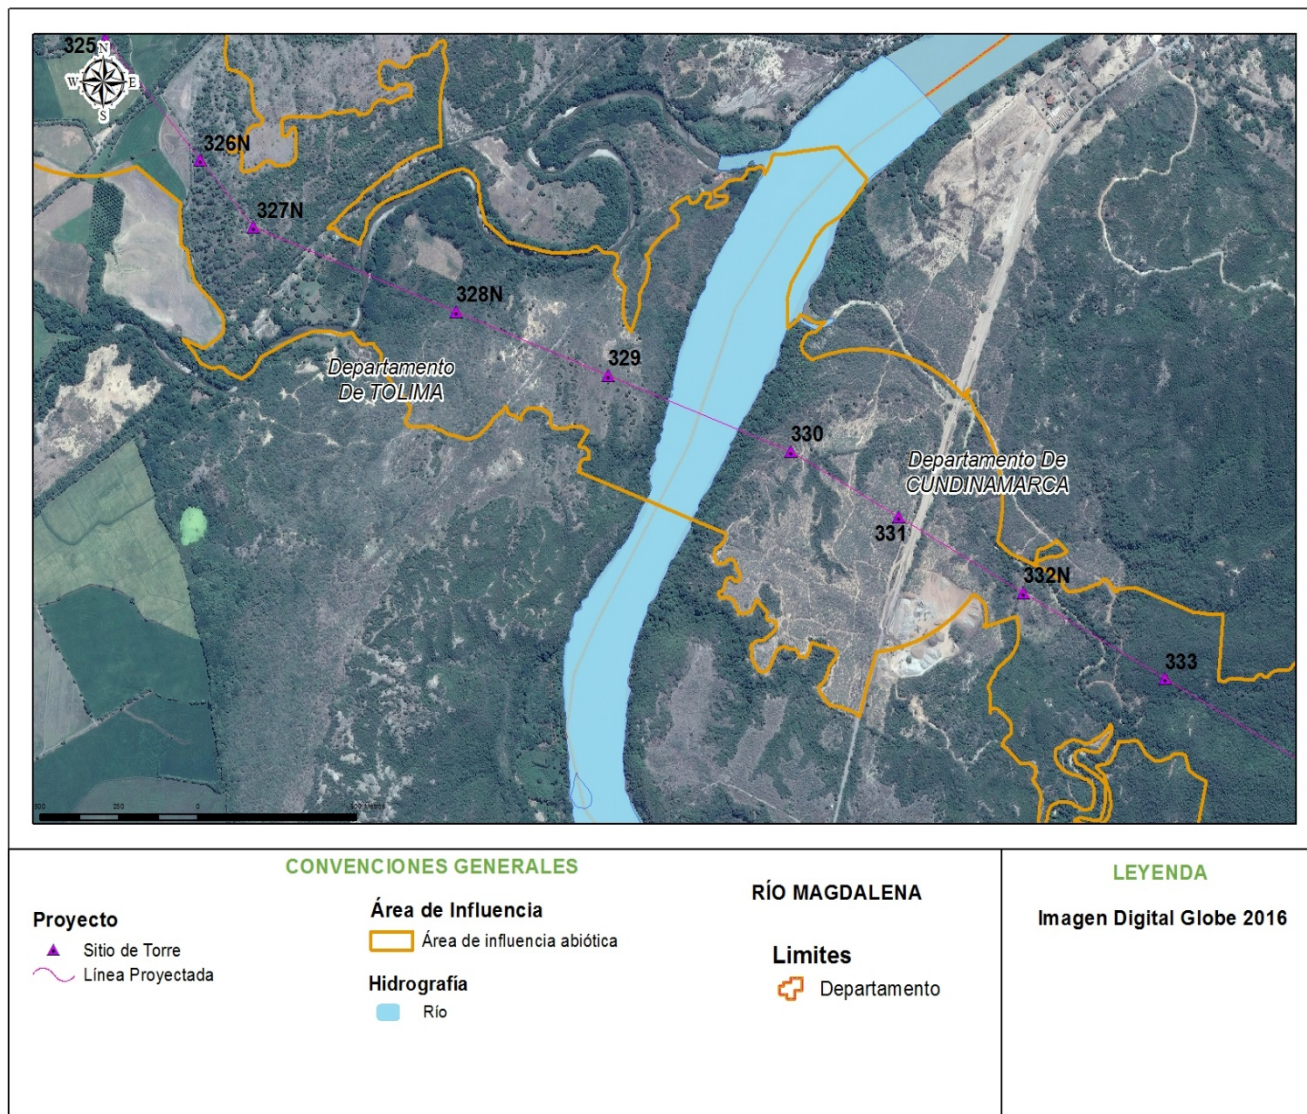 325
N
W E
S
326N
327N
328N
329
Departamento
De TOLIMA
330
Departamento De
CUNDINAMARCA
331
332N
333
0
CONVENCIONES GENERALES
Proyecto
Sitio de Torre
Línea Proyectada
Área de Influencia
Área de influencia abiótica
Hidrografía
Río
RÍO MAGDALENA
Limites
Departamento
LEYENDA
Imagen Digital Globe 2016